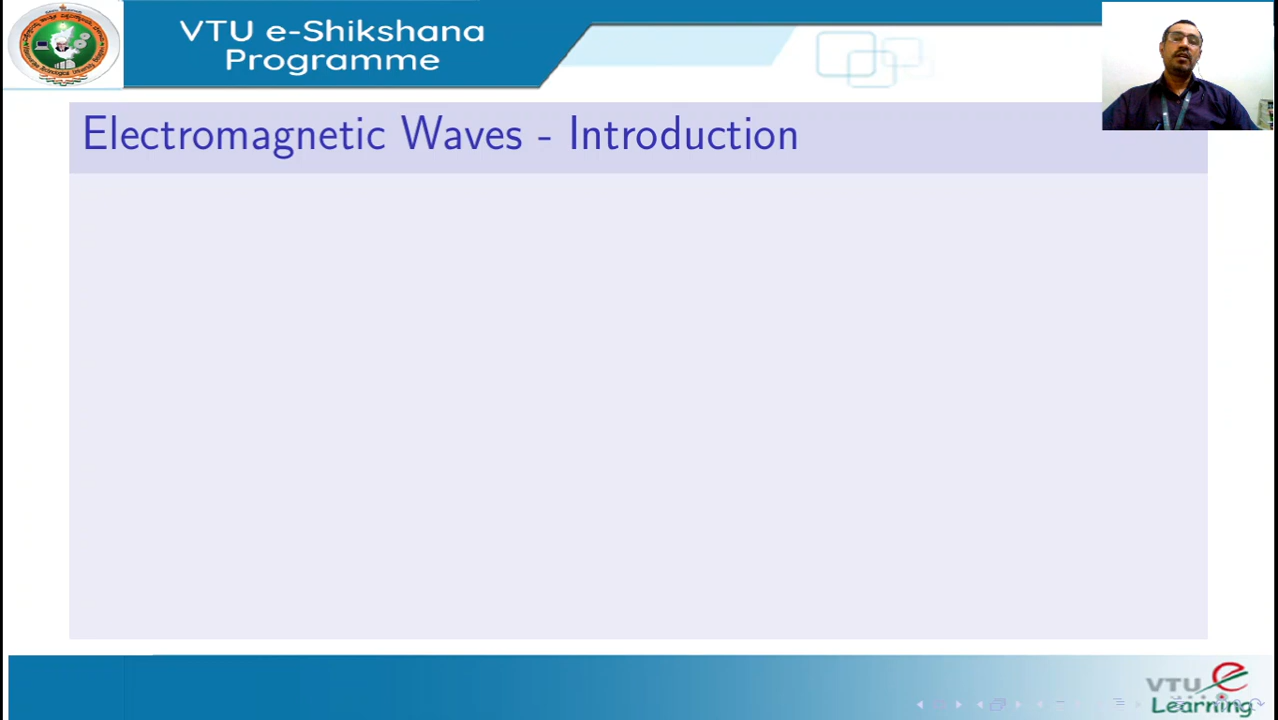 VTU e-Shikshana
Programme
Electromagnetic Waves - Introduction
VTU e
Learning